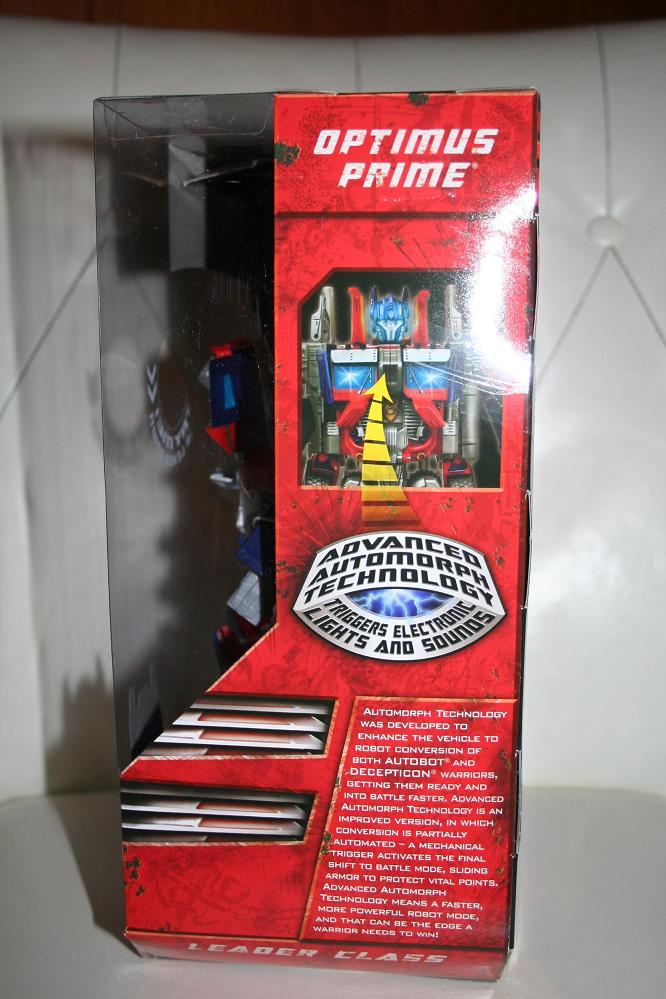 OPTIMUS
PRIME®
ADVANCED
AUTOMORPH
TECHNOLOGY
TRIGGERS ELECTRONIC
LIGHTS AND SOUNDS
AUTOMORPH TECHNOLOGY
WAS DEVELOPED TO
ENHANCE THE VEHICLE TO
ROBOT CONVERSION OF
BOTH AUTOBOT® AND
DECEPTICON® WARRIORS,
GETTING THEM READY AND
INTO BATTLE FASTER. ADVANCED
AUTOMORPH TECHNOLOGY IS AN
IMPROVED VERSION, IN WHICH
CONVERSION IS PARTIALLY
AUTOMATED – A MECHANICAL
TRIGGER ACTIVATES THE FINAL
SHIFT TO BATTLE MODE, SLIDING
ARMOR TO PROTECT VITAL POINTS.
ADVANCED AUTOMORPH
TECHNOLOGY MEANS A FASTER,
MORE POWERFUL ROBOT MODE,
AND THAT CAN BE THE EDGE A
WARRIOR NEEDS TO WIN!
LEADER CLASS